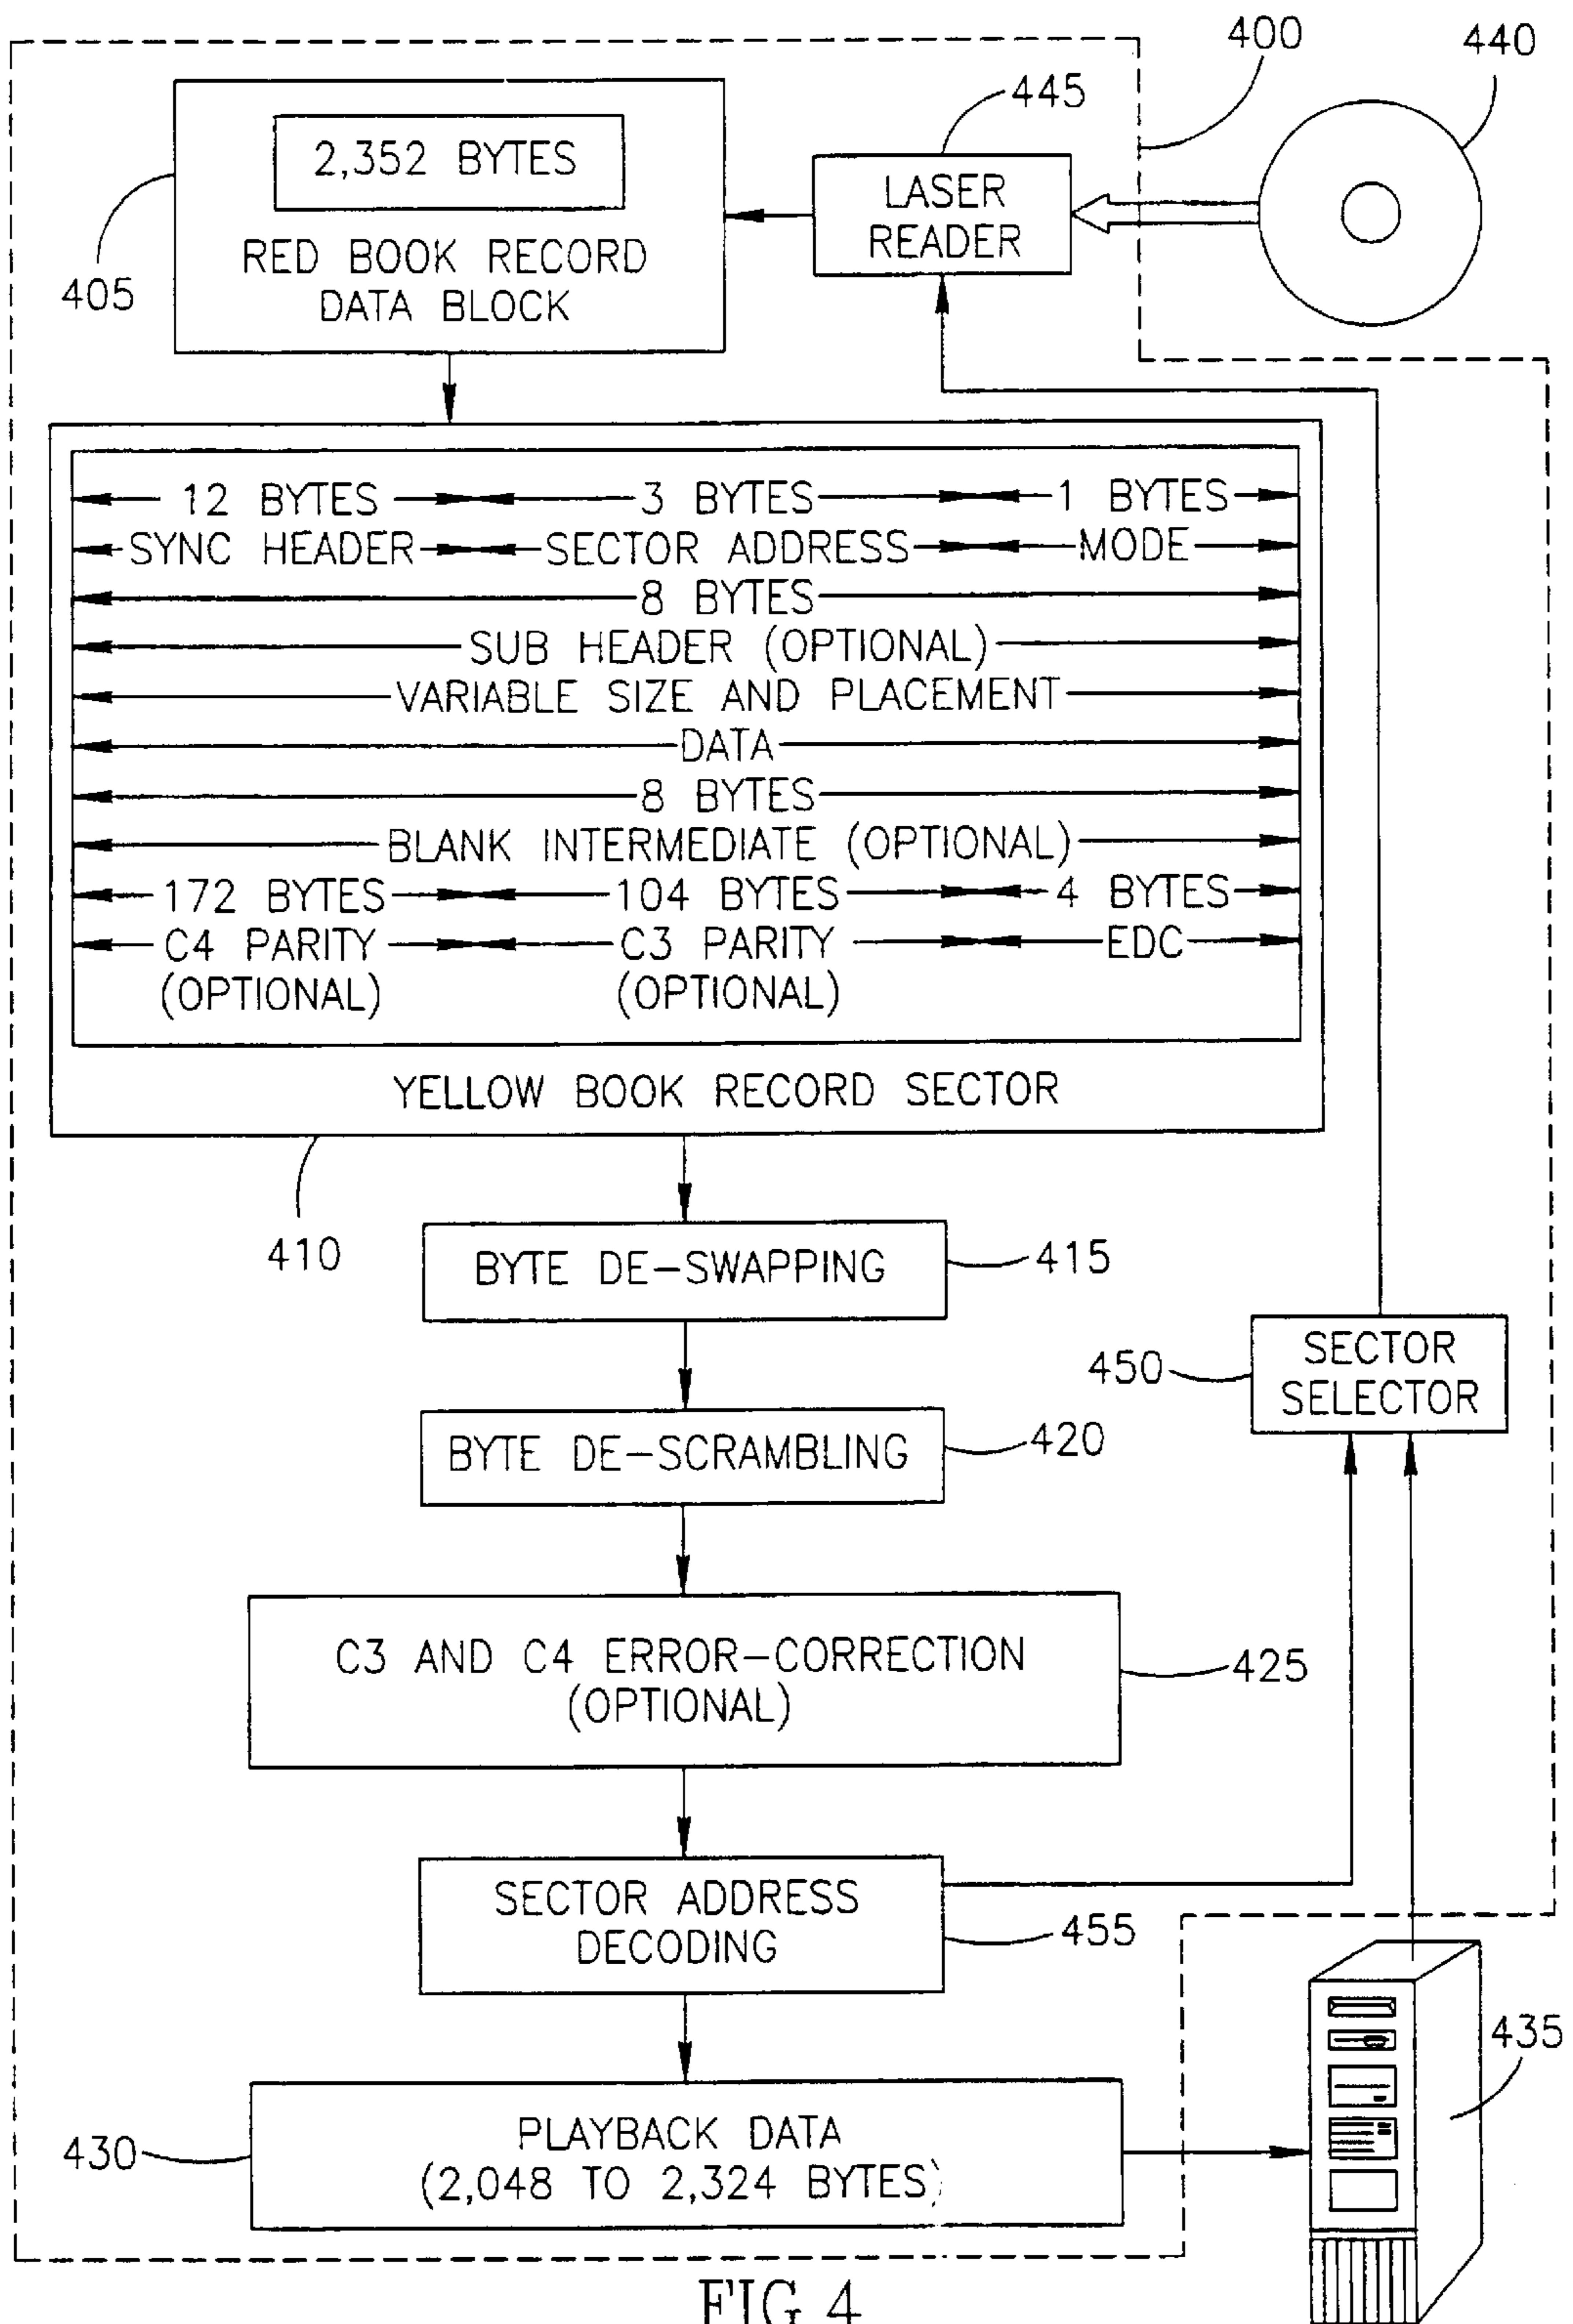 400
440
445
2,352 BYTES
LASER
READER
RED BOOK RECORD
DATA BLOCK
405
12 BYTES 3 BYTES 1 BYTES
SYNC HEADER SECTOR ADDRESS MODE
8 BYTES
SUB HEADER (OPTIONAL)
VARIABLE SIZE AND PLACEMENT
DATA
8 BYTES
BLANK INTERMEDIATE (OPTIONAL)
172 BYTES 104 BYTES 4 BYTES
C4 PARITY C3 PARITY EDC
(OPTIONAL) (OPTIONAL)
YELLOW BOOK RECORD SECTOR
410
BYTE DE-SWAPPING
415
SECTOR
SELECTOR
450
BYTE DE-SCRAMBLING
420
C3 AND C4 ERROR-CORRECTION
(OPTIONAL)
425
SECTOR ADDRESS
DECODING
455
435
PLAYBACK DATA
(2,048 TO 2,324 BYTES)
430
FIG 4